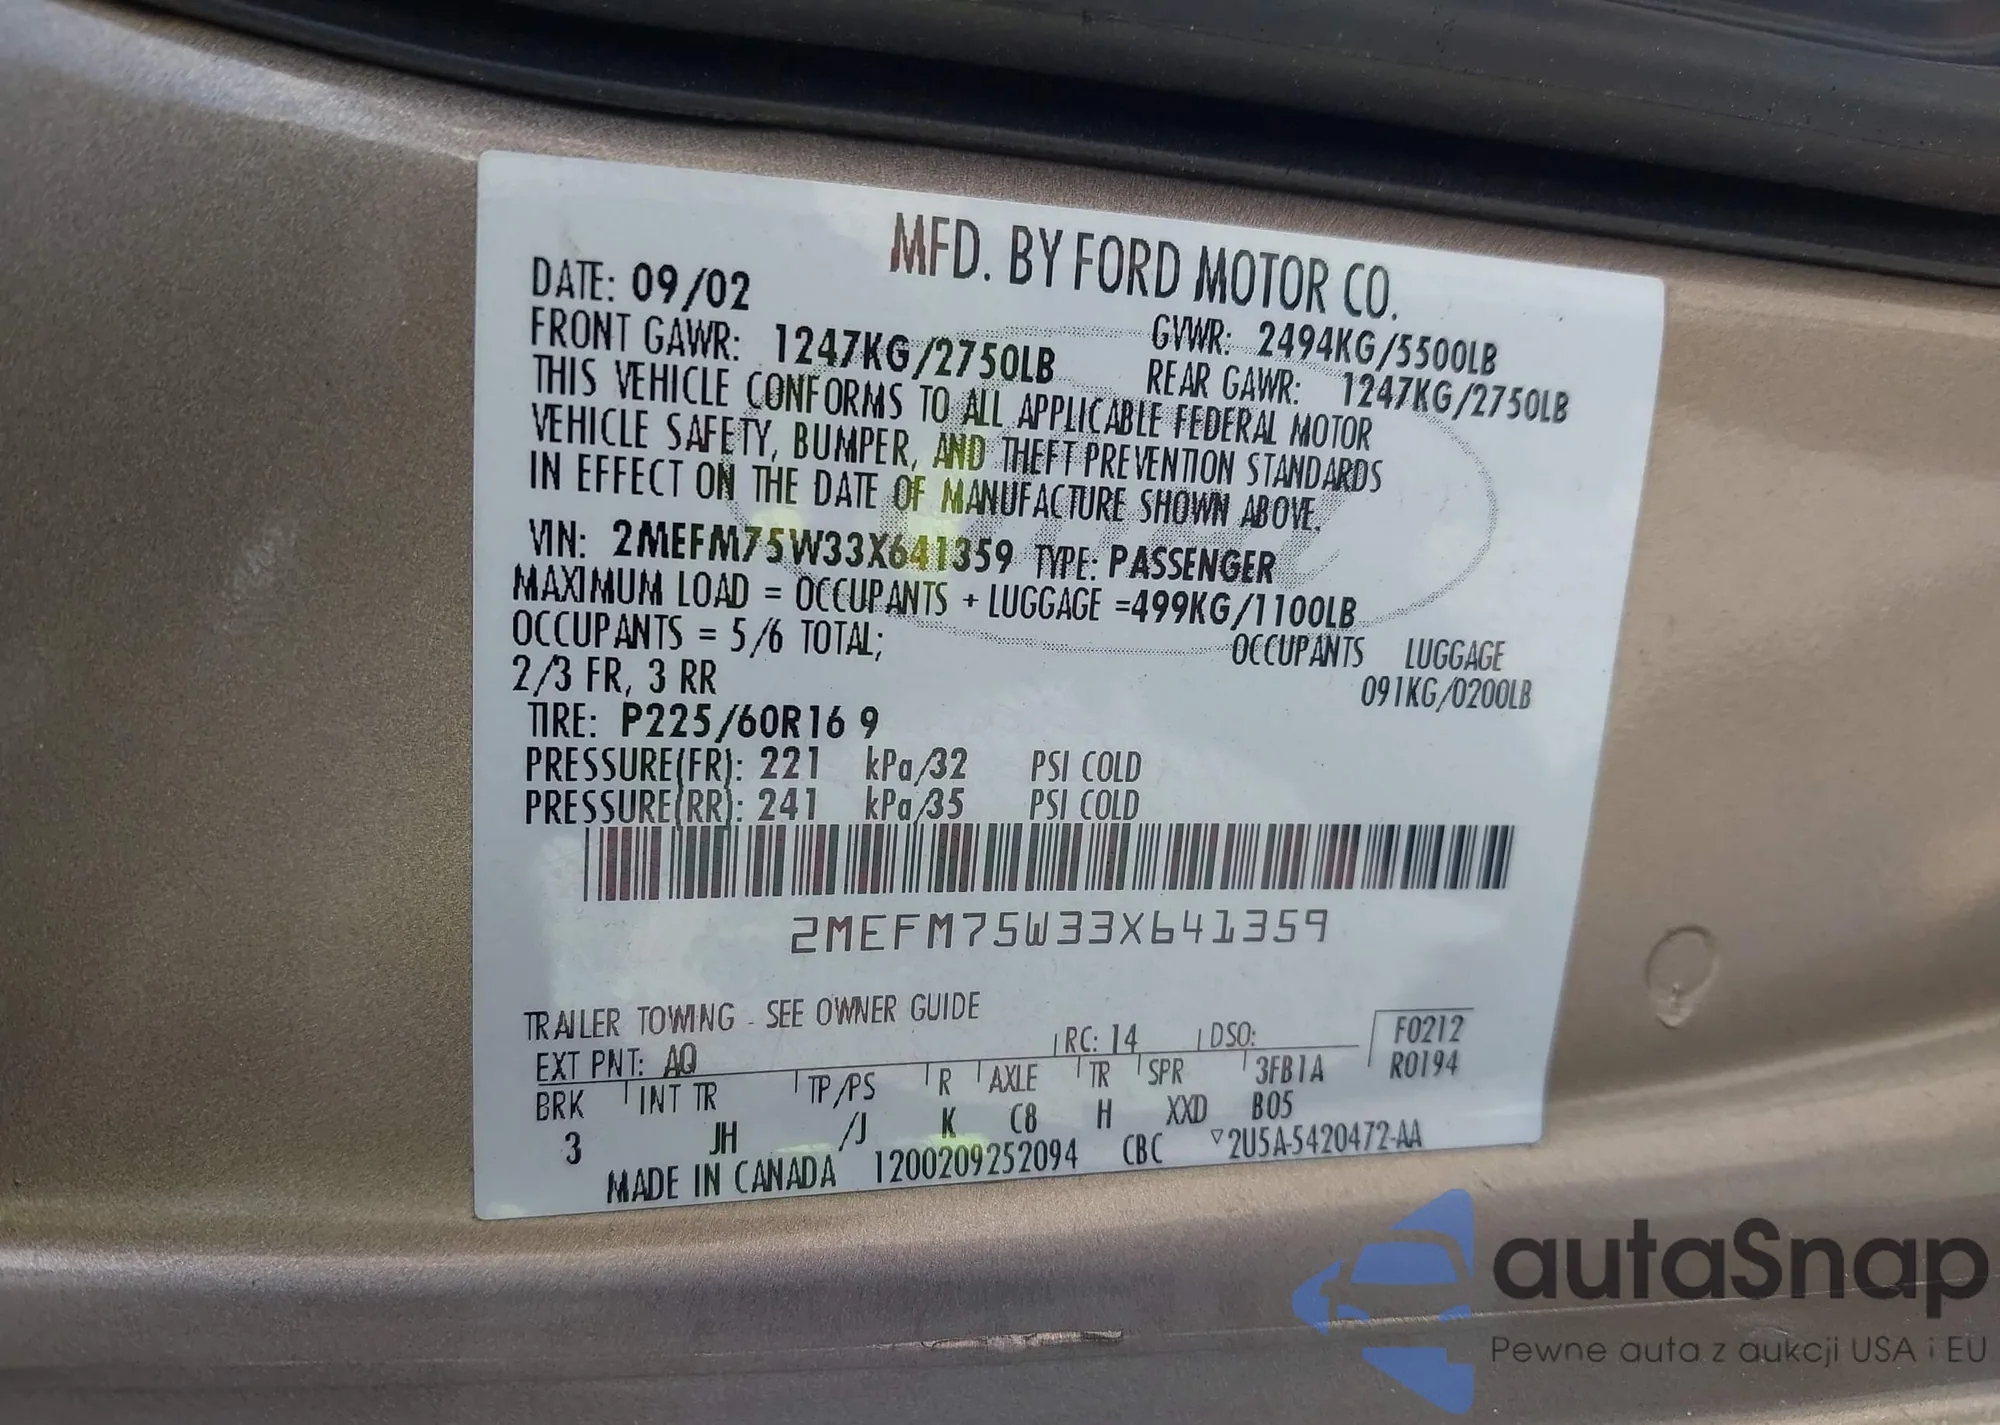 MFD. BY FORD MOTOR CO.
DATE: 09/02
GVWR: 2494KG/5500LB
FRONT GAWR: 1247KG/2750LB
REAR GAWR: 1247KG/2750LB
THIS VEHICLE CONFORMS TO ALL APPLICABLE FEDERAL MOTOR
VEHICLE SAFETY, BUMPER, AND THEFT PREVENTION STANDARDS
IN EFFECT ON THE DATE OF MANUFACTURE SHOWN ABOVE.
VIN: 2MEFM75W33X641359 TYPE: PASSENGER
MAXIMUM LOAD = OCCUPANTS + LUGGAGE =499KG/1100LB
OCCUPANTS = 5/6 TOTAL; OCCUPANTS LUGGAGE
2/3 FR, 3 RR 091KG/0200LB
TIRE: P225/60R16 9
PRESSURE(FR): 221 kPa/32 PSI COLD
PRESSURE(RR): 241 kPa/35 PSI COLD
2MEFM75W33X641359
TRAILER TOWING - SEE OWNER GUIDE
EXT PNT: AQ RC: 14 DSO: F0212
R0194
BRK INT TR TP/PS R AXLE TR SPR 3FB1A
3 JH /J K C8 H XXD B05
MADE IN CANADA 1200209252094 CBC ▽2U5A-5420472-AA
autaSnap
Pewne auta z aukcji USA i EU